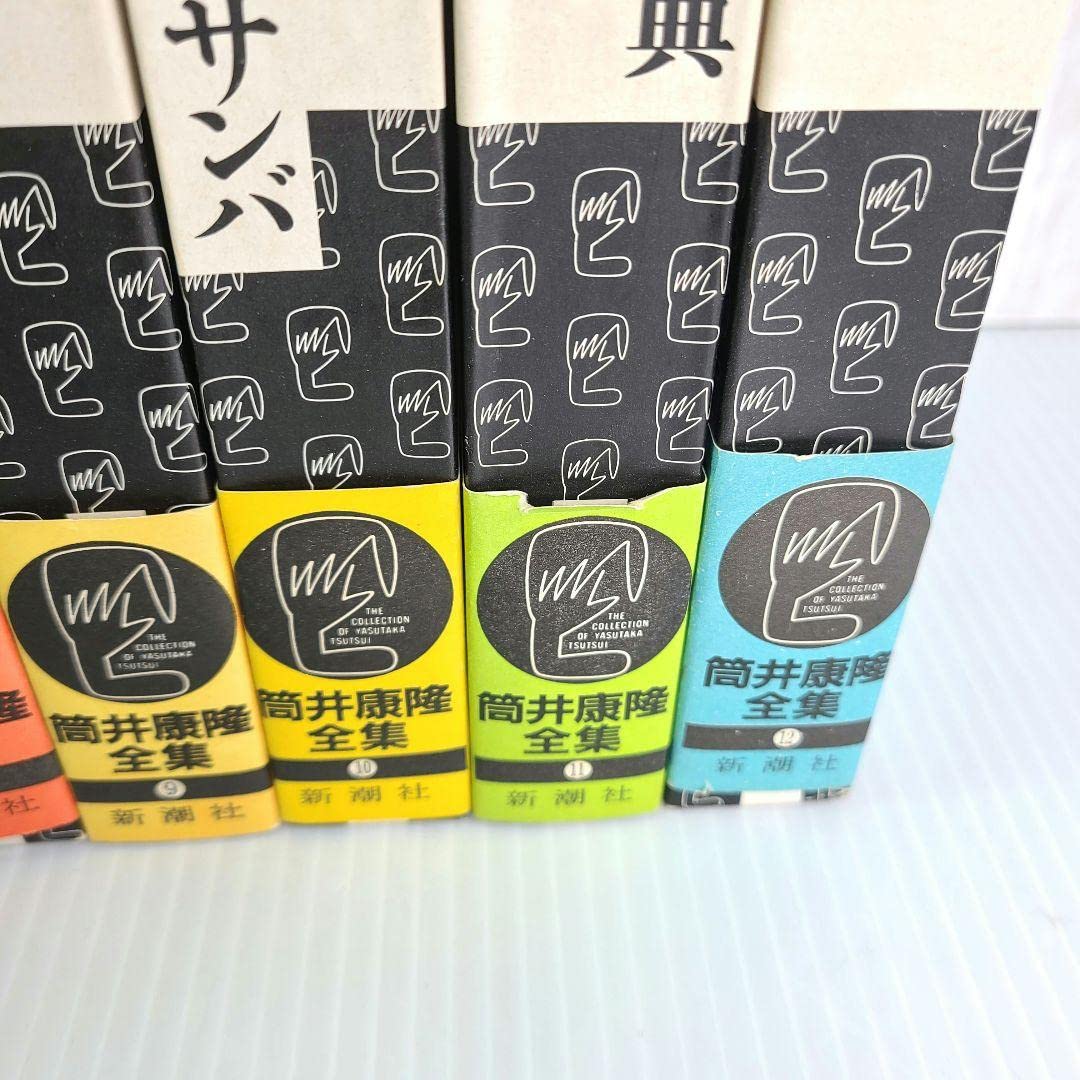 サンバ
典
隆
社
THE
COLLECTION
OF YASUTAKA
TSUTSUI
筒井康隆
全集
9
新潮社
THE
COLLECTION
OF YASUTAKA
TSUTSUI
筒井康隆
全集
10
新潮社
THE
COLLECTION
OF YASUTAKA
TSUTSUI
筒井康隆
全集
11
新潮社
THE
COLLECTION
OF YASUTAKA
TSUTSUI
筒井康隆
全集
12
新潮社